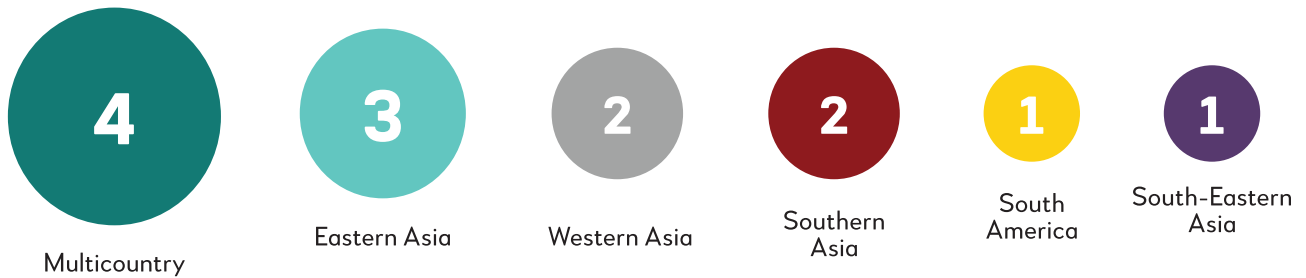 4
Multicountry
3
Eastern Asia
2
Western Asia
2
Southern
Asia
1
South
America
1
South-Eastern
Asia